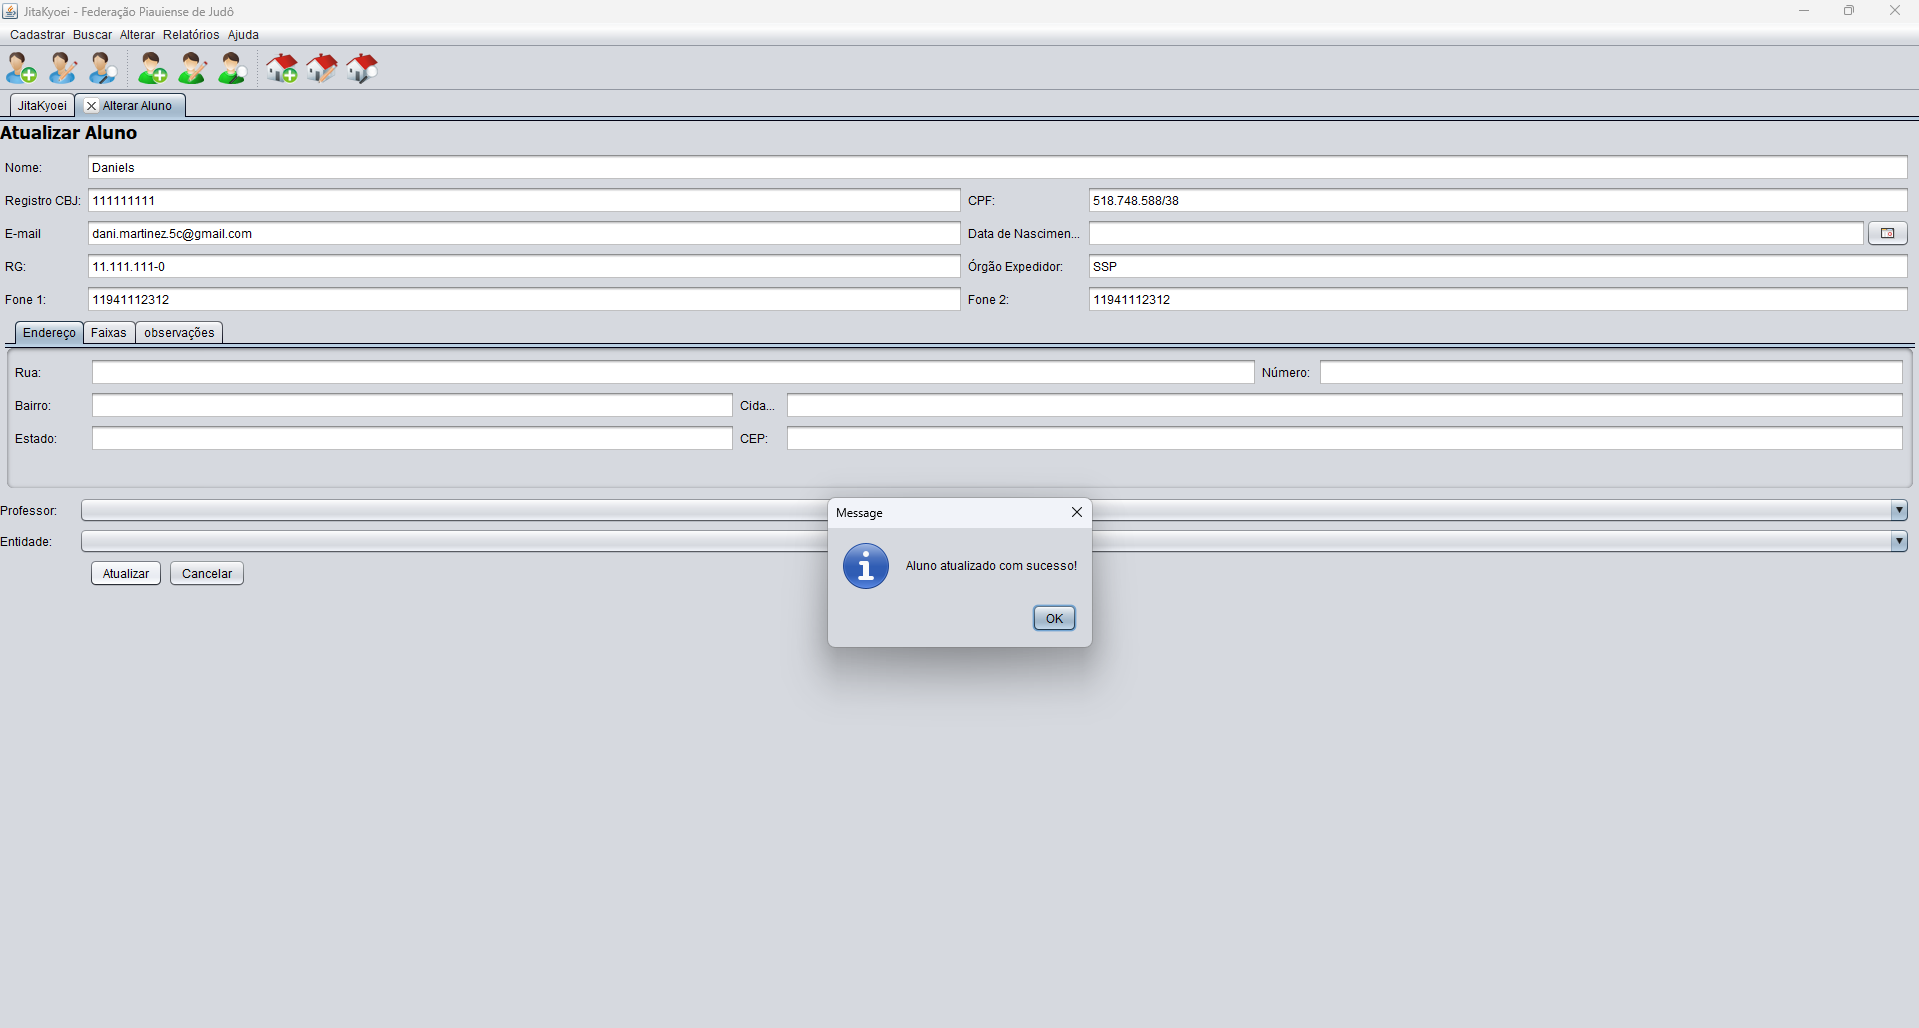 JitaKyoei - Federação Piauiense de Judô
Cadastrar Buscar Alterar Relatórios Ajuda
JitaKyoei Alterar Aluno
Atualizar Aluno
Nome: Daniels
Registro CBJ: 111111111 CPF: 518.748.588/38
E-mail dani.martinez.5c@gmail.com Data de Nascimen...
RG: 11.111.111-0 Órgão Expedidor: SSP
Fone 1: 11941112312 Fone 2: 11941112312
Endereço Faixas observações
Rua: Número:
Bairro: Cida...
Estado: CEP:
Professor:
Entidade:
Atualizar Cancelar
Message
Aluno atualizado com sucesso!
OK